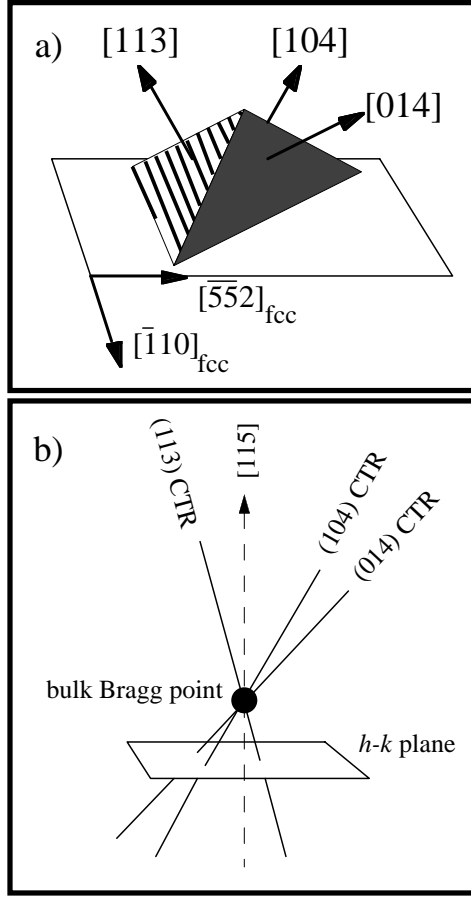 a)
[113]
[104]
[014]
[5̅5̅2]fcc
[1̅10]fcc
b)
(113) CTR
[115]
(104) CTR
(014) CTR
bulk Bragg point
h-k plane